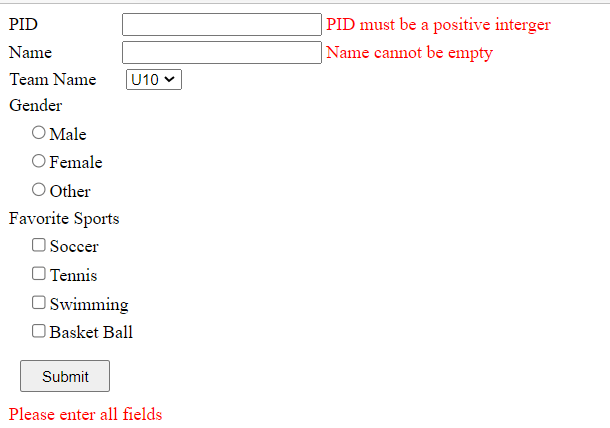 PID PID must be a positive interger
Name Name cannot be empty
Team Name U10
Gender
Male
Female
Other
Favorite Sports
Soccer
Tennis
Swimming
Basket Ball
Submit
Please enter all fields